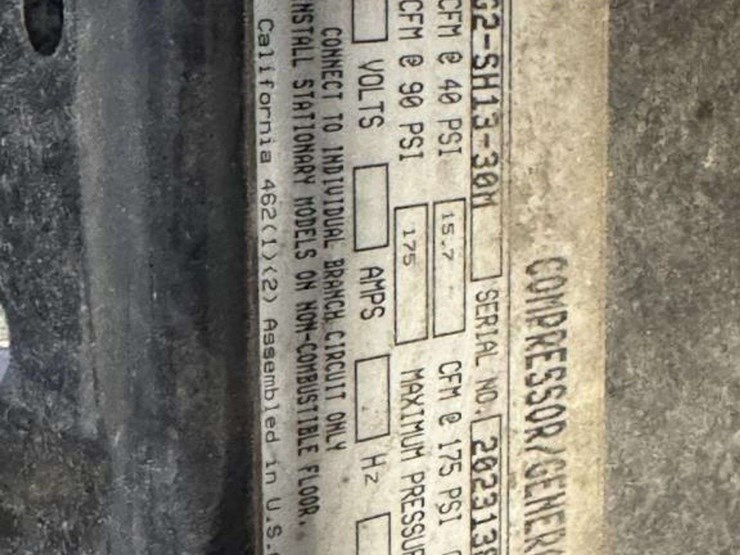 COMPRESSOR/GENER
G2-SH13-30M SERIAL NO. 202313
CFM @ 40 PSI 15.7 CFM @ 175 PSI
CFM @ 90 PSI 175 MAXIMUM PRESSUR
VOLTS AMPS Hz
CONNECT TO INDIVIDUAL BRANCH CIRCUIT ONLY
NSTALL STATIONARY MODELS ON NON-COMBUSTIBLE FLOOR.
California 462(1)(2) Assembled in U.S.